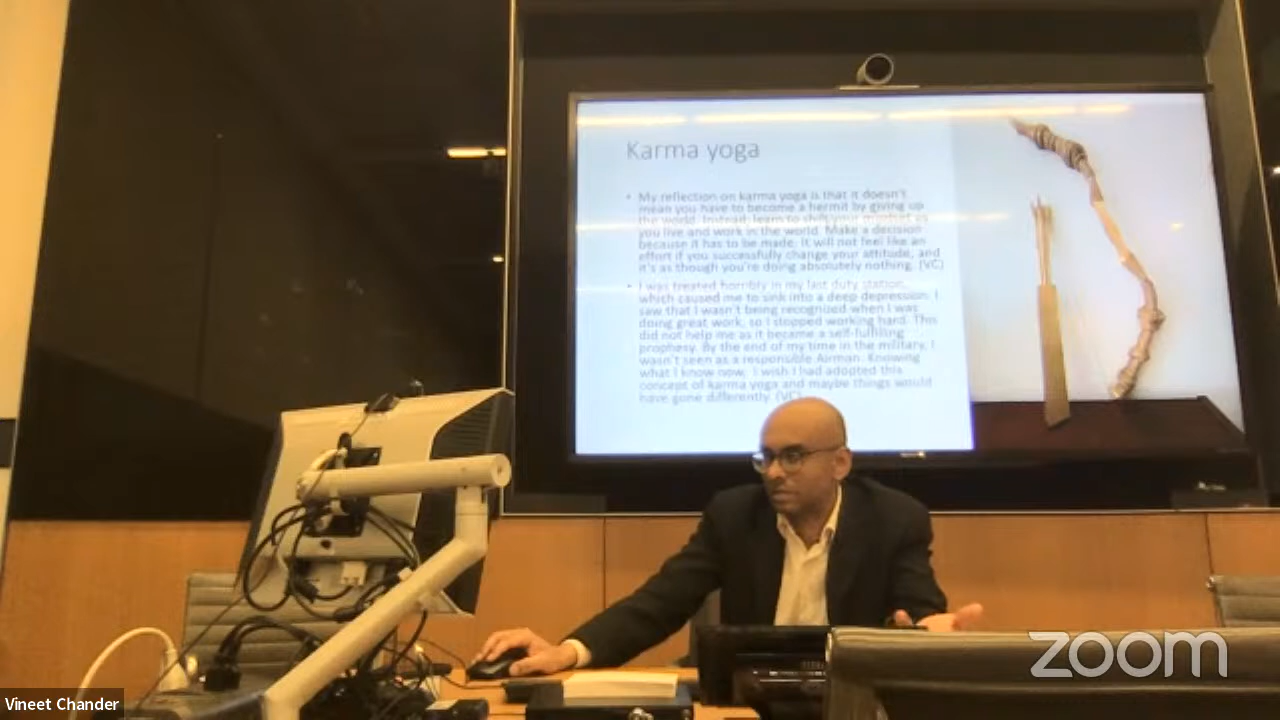 Karma yoga
• My reflection on karma yoga is that it doesn't
mean you have to become a hermit by giving up
the world. Instead, learn to shift your mindset as
you live and work in the world. Make a decision
because it has to be made; it will not feel like an
effort if you successfully change your attitude, and
it's as though you're doing absolutely nothing. (VC)
• I was treated horribly in my last duty station,
which caused me to sink into a deep depression. I
saw that I wasn't being recognized when I was
doing great work, so I stopped working hard. This
did not help me as it became a self-fulfilling
prophesy. By the end of my time in the military, I
wasn't seen as a responsible Airman. Knowing
what I know now, I wish I had adopted this
concept of karma yoga and maybe things would
have gone differently. (VC)
zoom
Vineet Chander